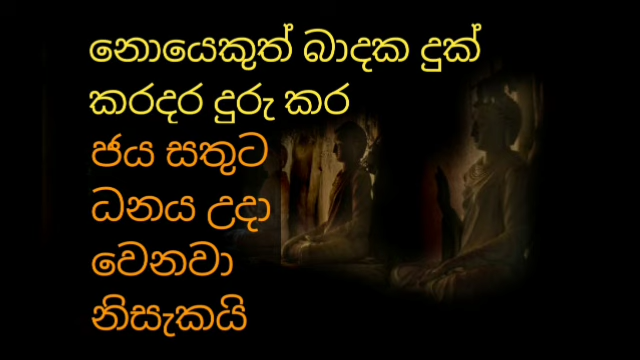 නොයෙකුත් බාදක දුක්
කරදර දුරු කර
ජය සතුට
ධනය උදා
වෙනවා
නිසැකයි